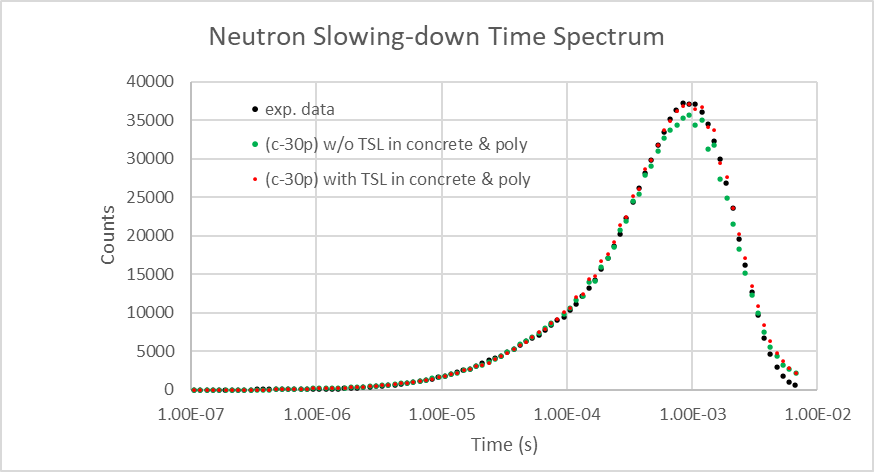 Neutron Slowing-down Time Spectrum
40000
35000
30000
25000
20000
15000
10000
5000
0
Counts
exp. data
(c-30p) w/o TSL in concrete & poly
(c-30p) with TSL in concrete & poly
1.00E-07 1.00E-06 1.00E-05 1.00E-04 1.00E-03 1.00E-02
Time (s)